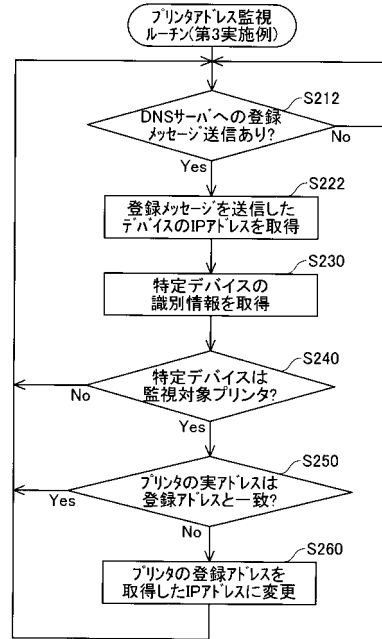 プリンタアドレス監視
ルーチン(第3実施例)
S212
DNSサーバへの登録
メッセージ送信あり?
No
Yes
S222
登録メッセージを送信した
デバイスのIPアドレスを取得
S230
特定デバイスの
識別情報を取得
S240
特定デバイスは
監視対象プリンタ?
No
Yes
S250
プリンタの実アドレスは
登録アドレスと一致?
Yes
No
S260
プリンタの登録アドレスを
取得したIPアドレスに変更